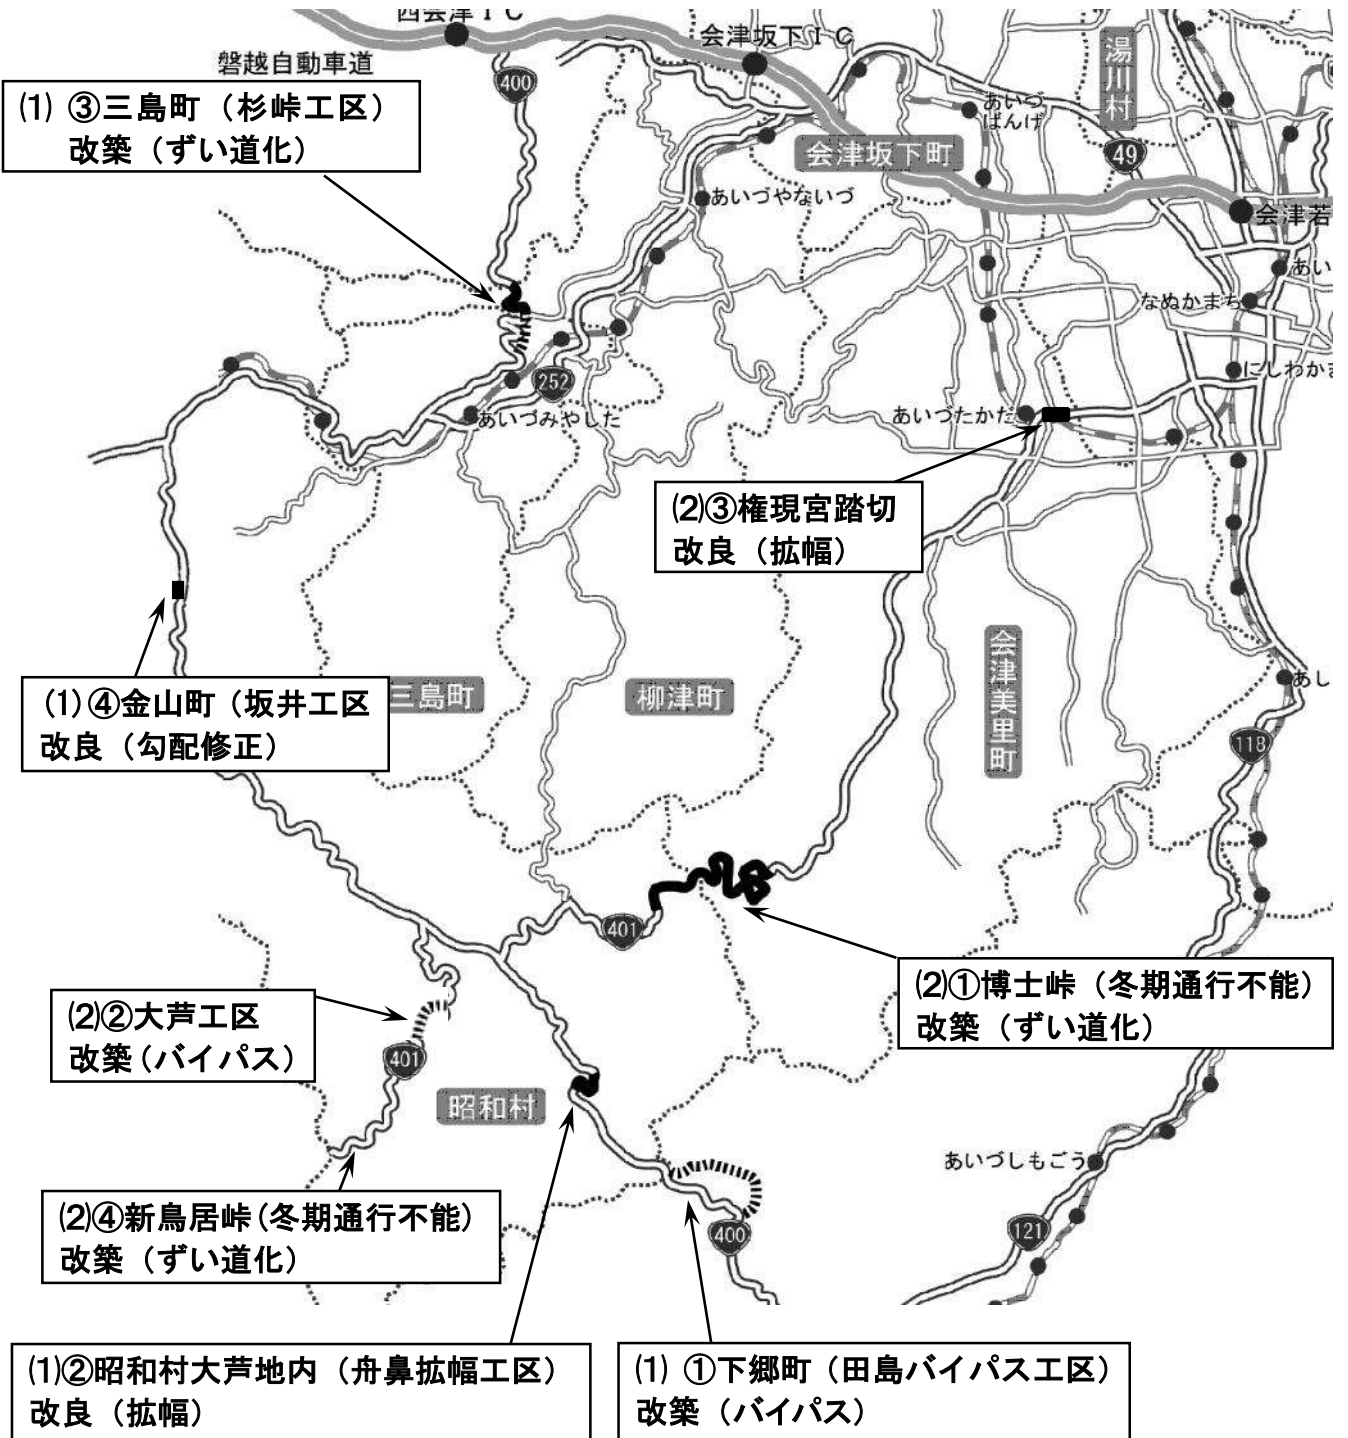 西会津ＩＣ
会津坂下ＩＣ
磐越自動車道
湯川村
400
⑴ ③三島町（杉峠工区）
改築（ずい道化）
あいづ
ばんげ
会津坂下町
49
あいづやないづ
会津若
あい
なぬかまち
252
にしわかま
あいづみやした
あいづたかだ
⑵③権現宮踏切
改良（拡幅）
⑴④金山町（坂井工区
改良（勾配修正）
三島町
柳津町
会津美里町
あし
118
401
⑵①博士峠（冬期通行不能）
改築（ずい道化）
⑵②大芦工区
改築（バイパス）
401
昭和村
あいづしもごう
⑵④新鳥居峠（冬期通行不能）
改築（ずい道化）
400
121
⑴②昭和村大芦地内（舟鼻拡幅工区）
改良（拡幅）
⑴ ①下郷町（田島バイパス工区）
改築（バイパス）